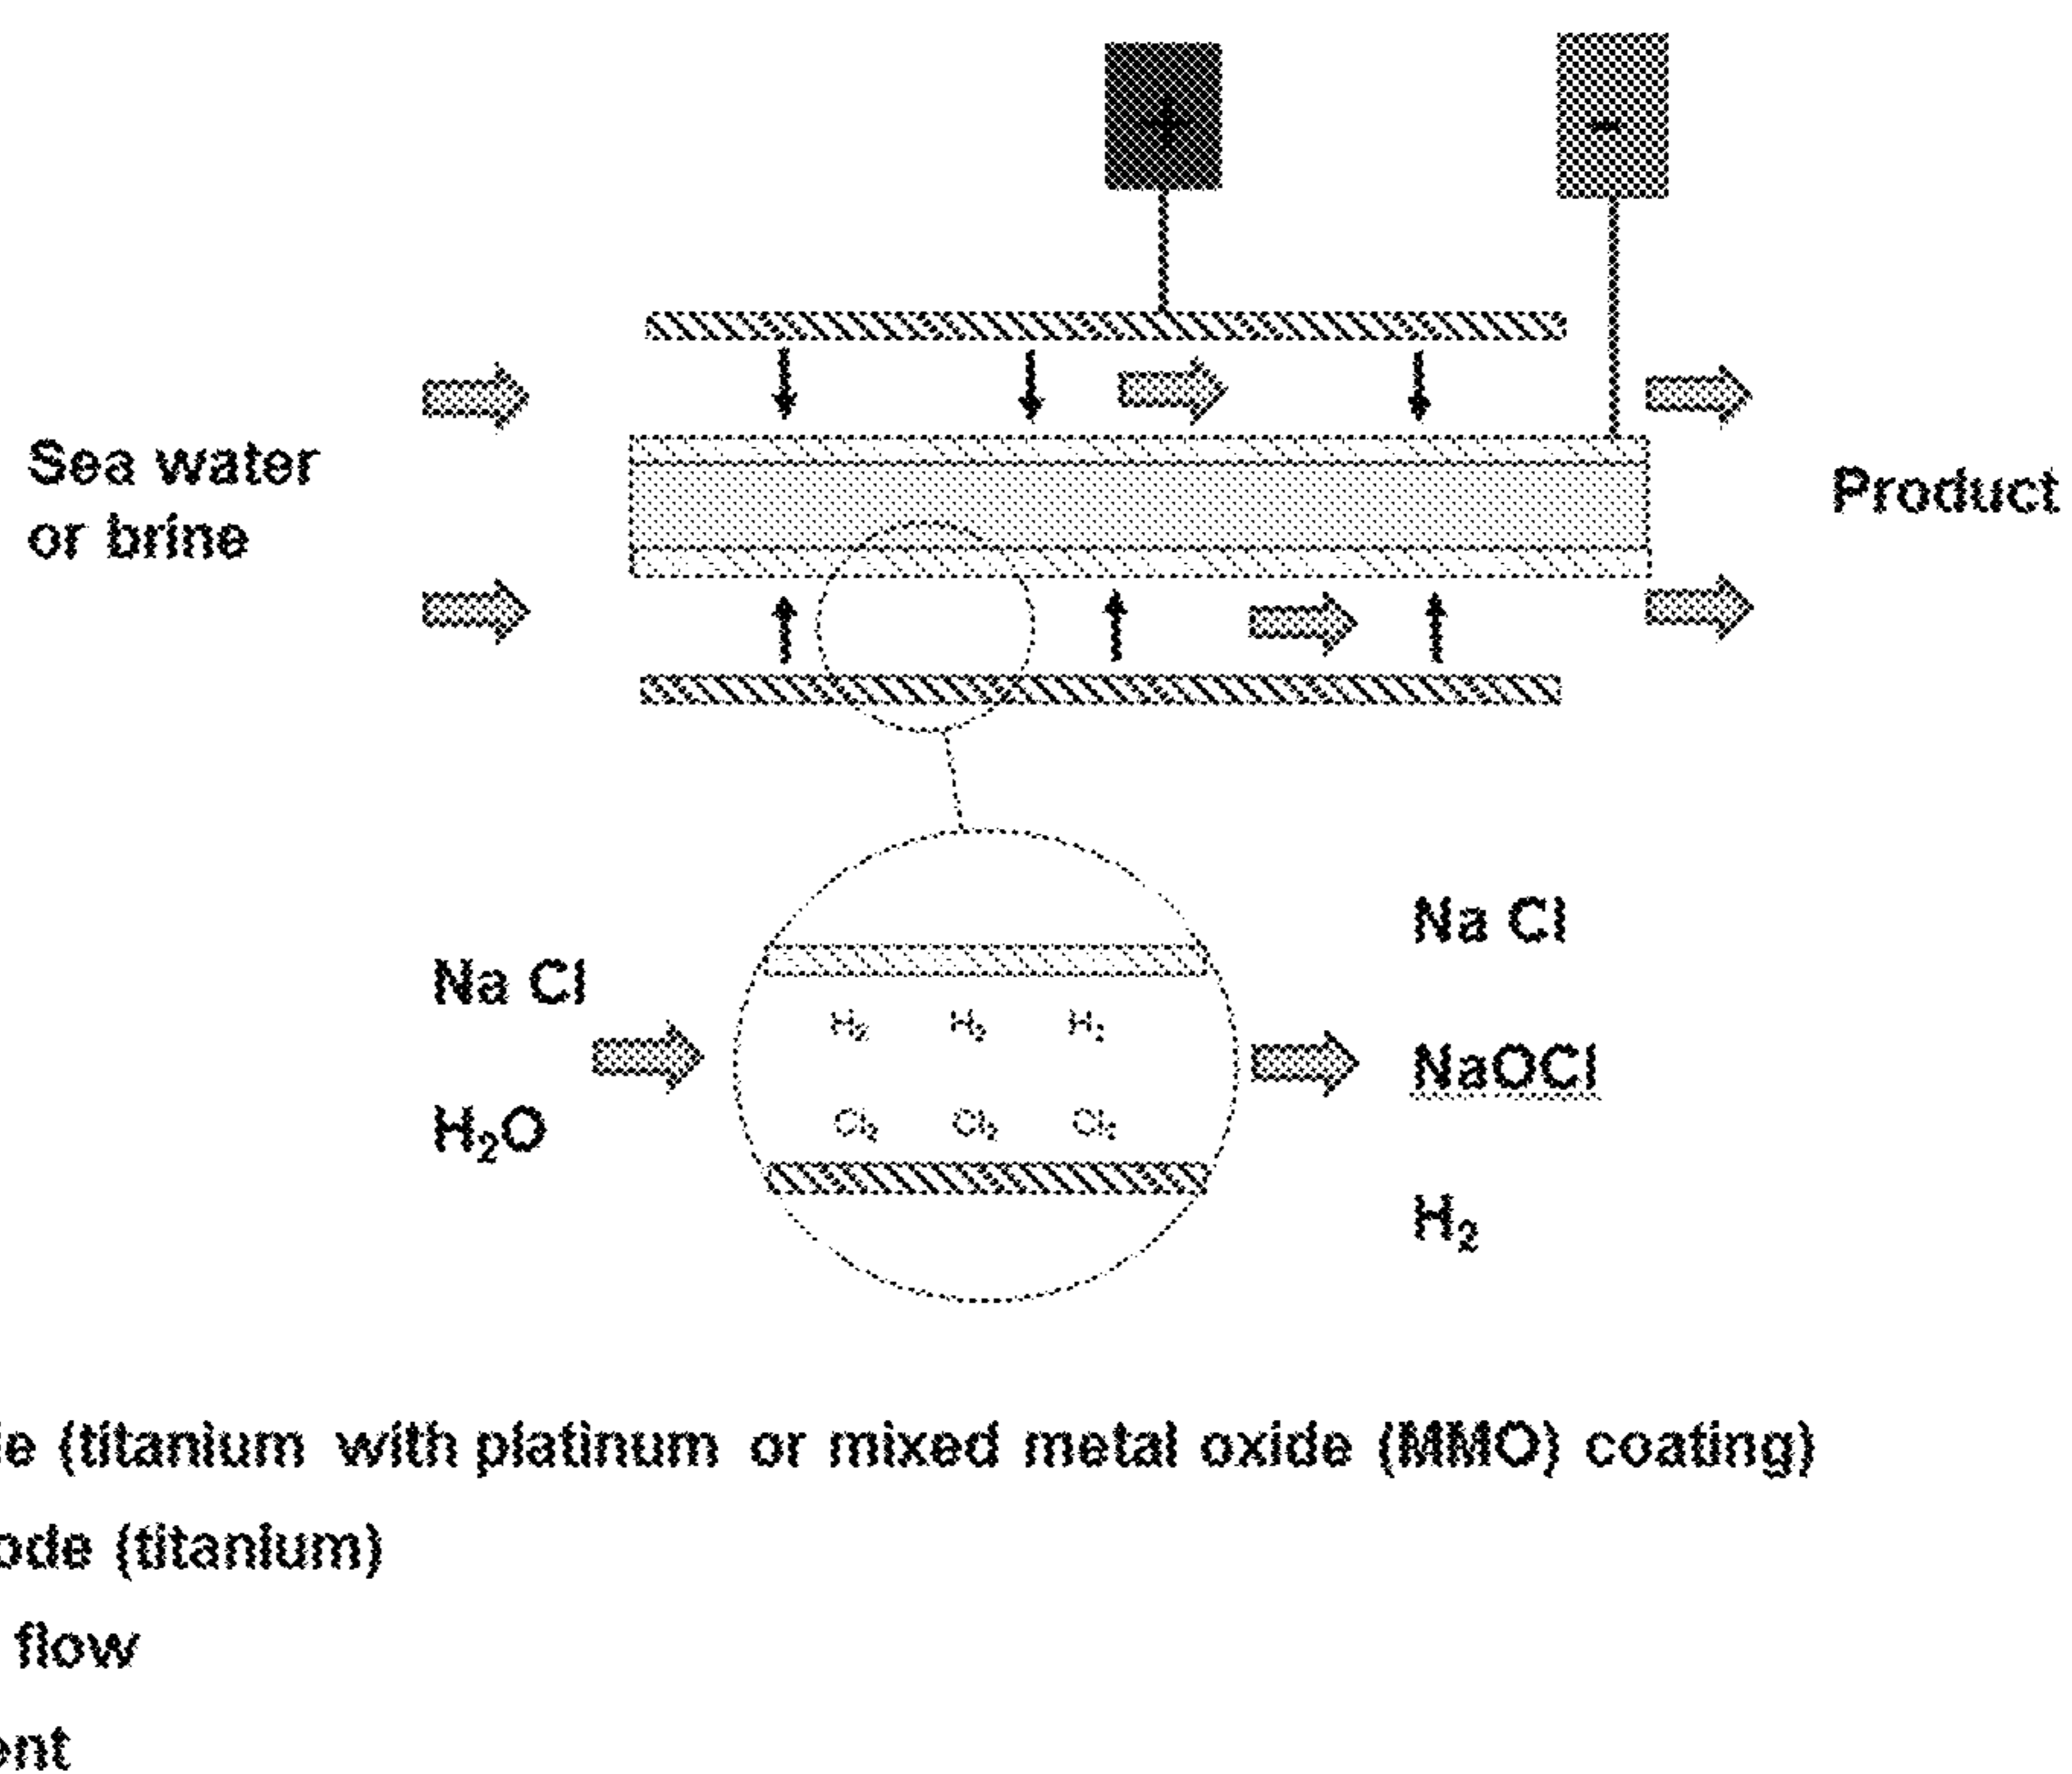 +
-
Sea water
or brine
Product
Na Cl
H₂O
H₂ H₂ H₂
Cl₂ Cl₂ Cl₂
Na Cl
NaOCl
H₂
(titanium with platinum or mixed metal oxide (MMO) coating)
(titanium)
flow